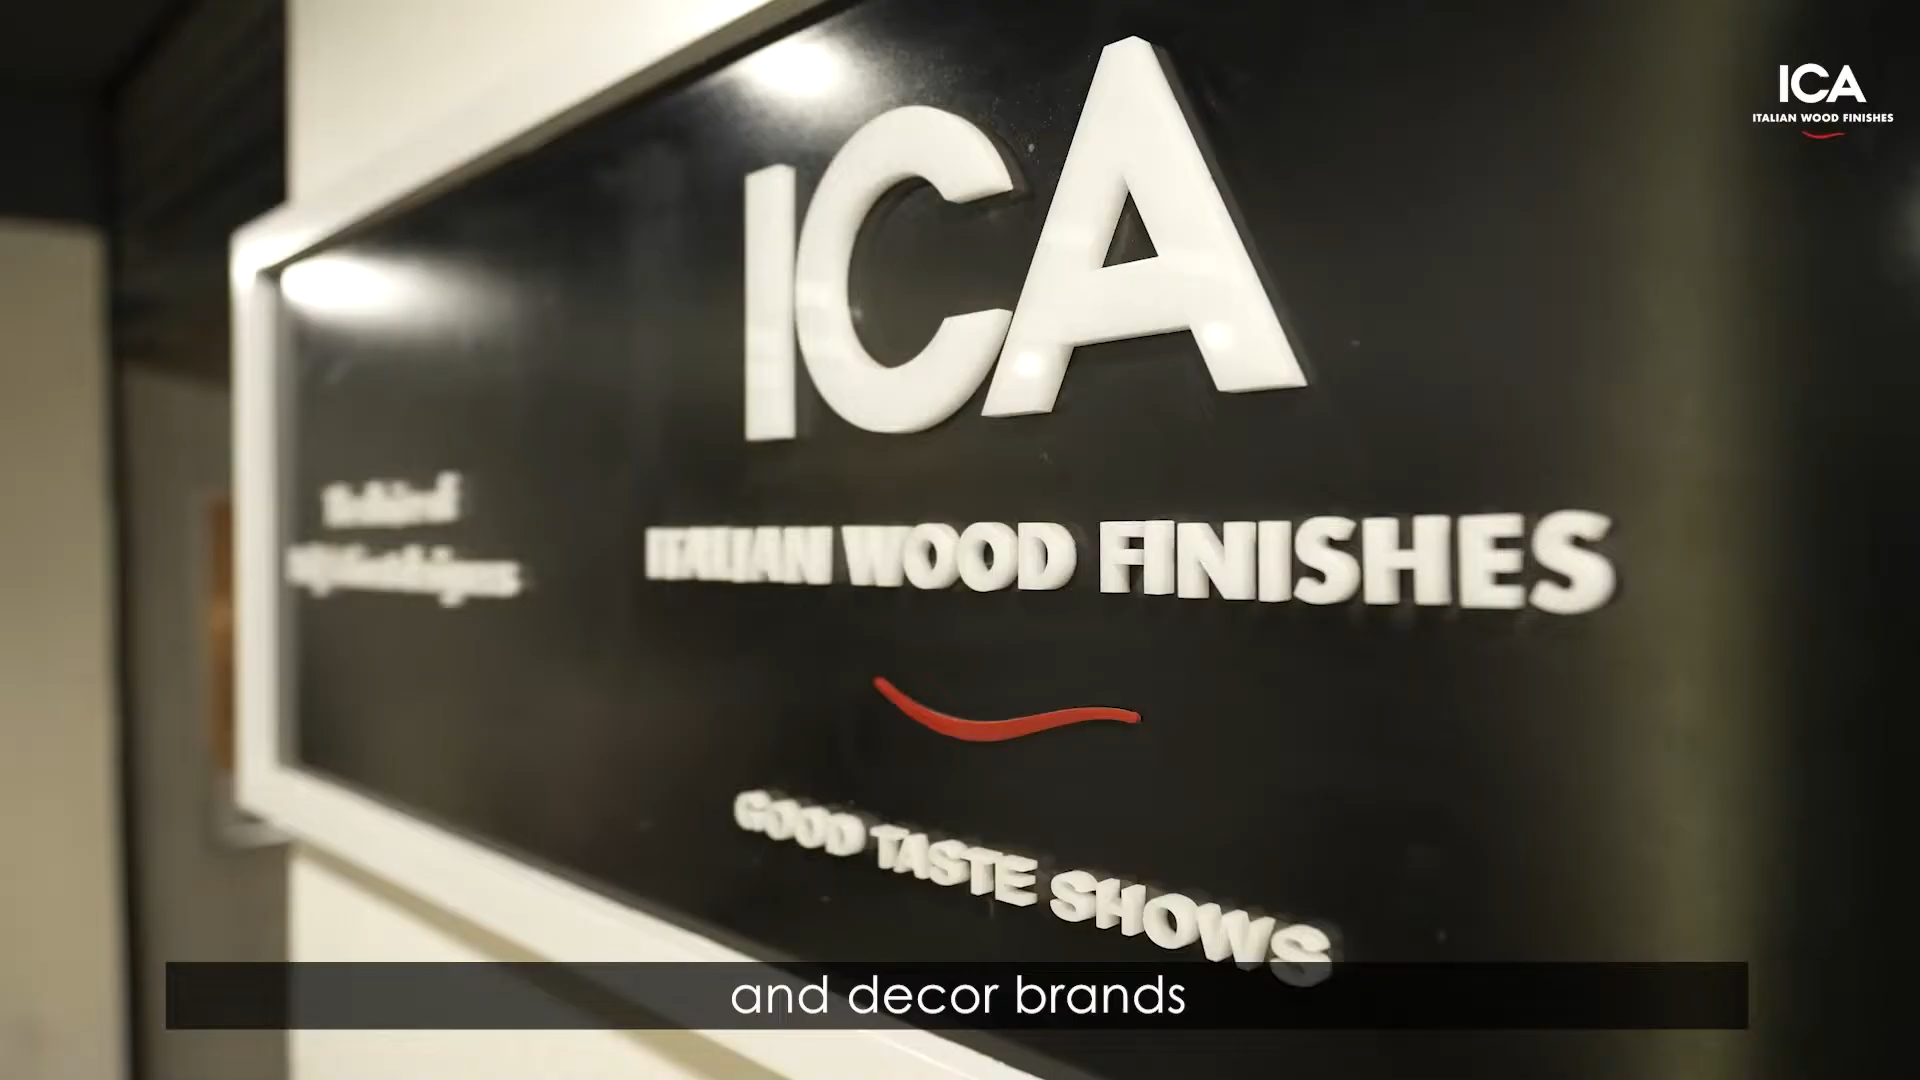 ICA
ITALIAN WOOD FINISHES
ICA
ITALIAN WOOD FINISHES
GOOD TASTE SHOWS
and decor brands